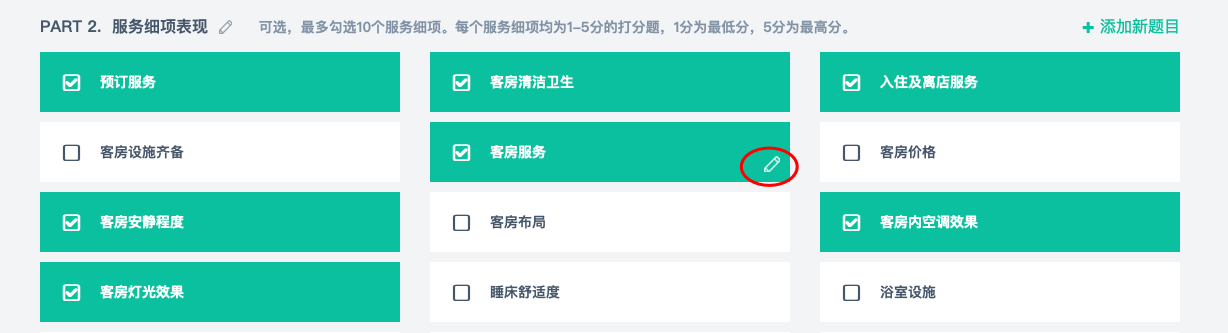 PART 2. 服务细项表现 可选，最多勾选10个服务细项。每个服务细项均为1-5分的打分题，1分为最低分，5分为最高分。 + 添加新题目
预订服务 客房清洁卫生 入住及离店服务
客房设施齐备 客房服务 客房价格
客房安静程度 客房布局 客房内空调效果
客房灯光效果 睡床舒适度 浴室设施